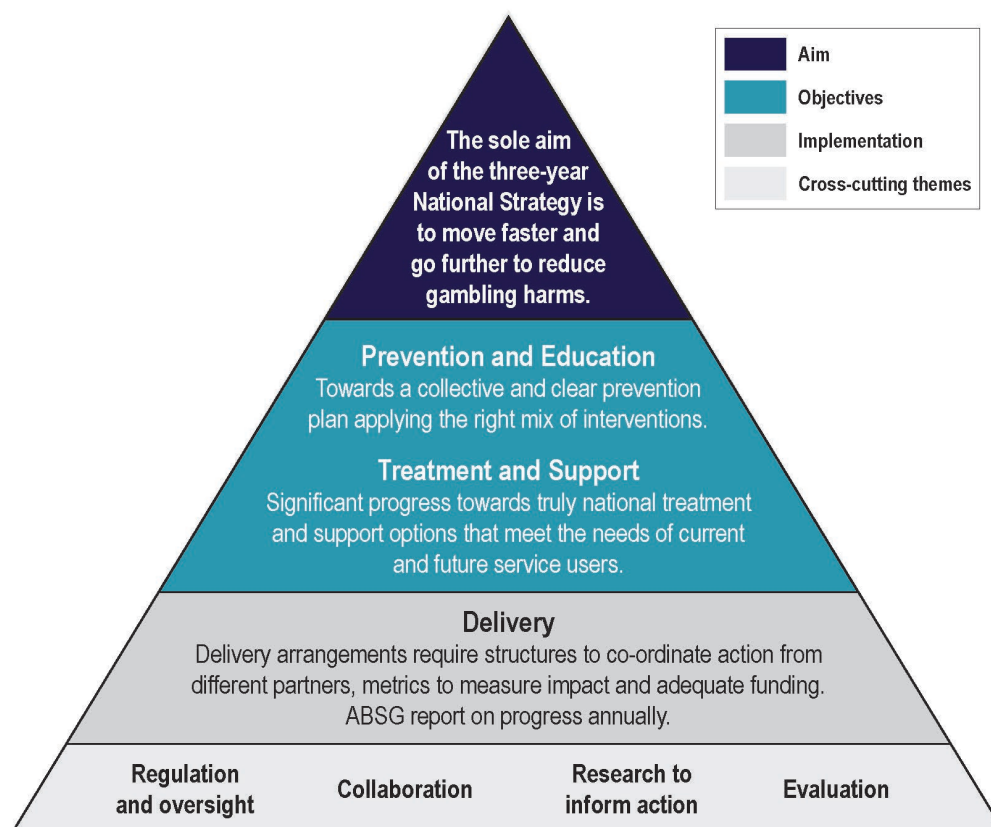 Aim
Objectives
Implementation
Cross-cutting themes
The sole aim
of the three-year
National Strategy is
to move faster and
go further to reduce
gambling harms.
Prevention and Education
Towards a collective and clear prevention
plan applying the right mix of interventions.
Treatment and Support
Significant progress towards truly national treatment
and support options that meet the needs of current
and future service users.
Delivery
Delivery arrangements require structures to co-ordinate action from
different partners, metrics to measure impact and adequate funding.
ABSG report on progress annually.
Regulation
and oversight
Collaboration
Research to
inform action
Evaluation